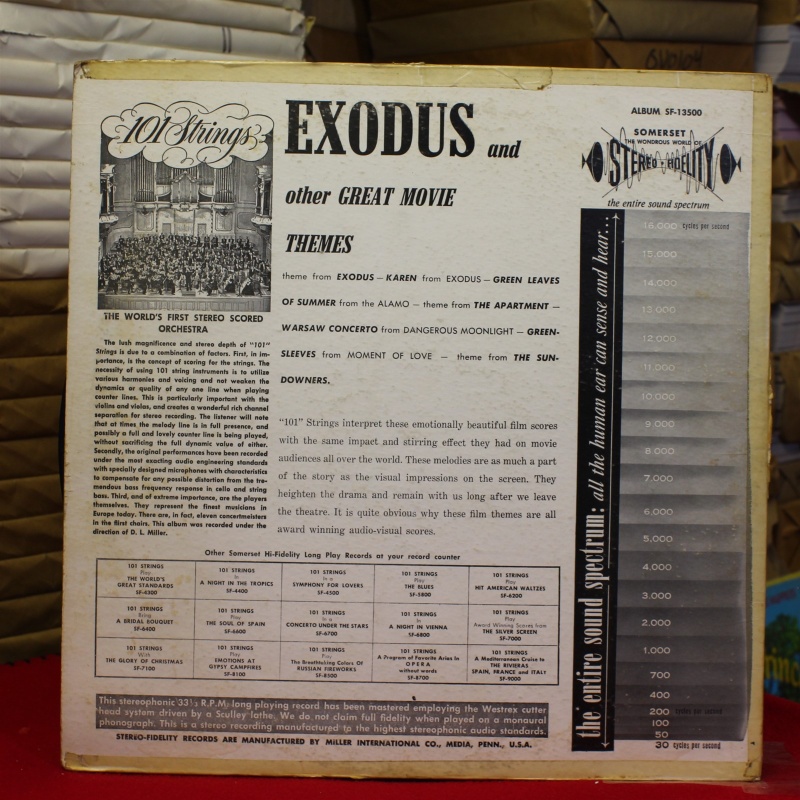 6V0104
101 Strings
THE WORLD'S FIRST STEREO SCORED
ORCHESTRA
The lush magnificence and stereo depth of "101"
Strings is due to a combination of factors. First, in im-
portance, is the concept of scoring for the strings. The
necessity of using 101 string instruments is to utilize
various harmonies and voicing and not weaken the
dynamics or quality of any one line when playing
counter lines. This is particularly important with the
violins and violas, and creates a wonderful rich channel
separation for stereo recording. The listener will note
that at times the melody line is in full presence, and
possibly a full and lovely counter line is being played,
without sacrificing the full dynamic value of either.
Secondly, the original performances have been recorded
under the most exacting audio engineering standards
with specially designed microphones with characteristics
to compensate for any possible distortion from the tre-
mendous bass frequency response in cello and string
bass. Third, and of extreme importance, are the players
themselves. They represent the finest musicians in
Europe today. There are, in fact, eleven concertmeisters
in the first chairs. This album was recorded under the
direction of D. L. Miller.
EXODUS and
other GREAT MOVIE
THEMES
theme from EXODUS — KAREN from EXODUS — GREEN LEAVES
OF SUMMER from the ALAMO — theme from THE APARTMENT —
WARSAW CONCERTO from DANGEROUS MOONLIGHT — GREEN-
SLEEVES from MOMENT OF LOVE — theme from THE SUN-
DOWNERS.
"101" Strings interpret these emotionally beautiful film scores
with the same impact and stirring effect they had on movie
audiences all over the world. These melodies are as much a part
of the story as the visual impressions on the screen. They
heighten the drama and remain with us long after we leave
the theatre. It is quite obvious why these film themes are all
award winning audio-visual scores.
ALBUM SF-13500
SOMERSET
THE WONDROUS WORLD OF
STEREO-FIDELITY
the entire sound spectrum
the entire sound spectrum: all the human ear can sense and hear...
16,000 cycles per second
15,000
14,000
13,000
12,000
11,000
10,000
9,000
8,000
7,000
6,000
5,000
4,000
3,000
2,000
1,000
700
400
200 cycles per second
100
50
30 cycles per second
Other Somerset Hi-Fidelity Long Play Records at your record counter
101 STRINGS
Play
THE WORLD'S
GREAT STANDARDS
SF-4300
101 STRINGS
In
A NIGHT IN THE TROPICS
SF-4400
101 STRINGS
In a
SYMPHONY FOR LOVERS
SF-4500
101 STRINGS
Play
THE BLUES
SF-5800
101 STRINGS
Play
HIT AMERICAN WALTZES
SF-6200
101 STRINGS
Bring
A BRIDAL BOUQUET
SF-6400
101 STRINGS
Play
THE SOUL OF SPAIN
SF-6600
101 STRINGS
In a
CONCERTO UNDER THE STARS
SF-6700
101 STRINGS
In
A NIGHT IN VIENNA
SF-6800
101 STRINGS
Play
Award Winning Scores from
THE SILVER SCREEN
SF-7000
101 STRINGS
With
THE GLORY OF CHRISTMAS
SF-7100
101 STRINGS
Play
EMOTIONS AT
GYPSY CAMPFIRES
SF-8100
101 STRINGS
Play
The Breathtaking Colors Of
RUSSIAN FIREWORKS
SF-8500
101 STRINGS
A Program of Favorite Arias In
OPERA
without words
SF-8700
101 STRINGS
A Mediterranean Cruise to
THE RIVIERAS
SPAIN, FRANCE and ITALY
SF-9000
This stereophonic 33⅓ R.P.M. long playing record has been mastered employing the Westrex cutter
head system driven by a Sculley lathe. We do not claim full fidelity when played on a monaural
phonograph. This is a stereo recording manufactured to the highest stereophonic audio standards.
STEREO-FIDELITY RECORDS ARE MANUFACTURED BY MILLER INTERNATIONAL CO., MEDIA, PENN., U.S.A.